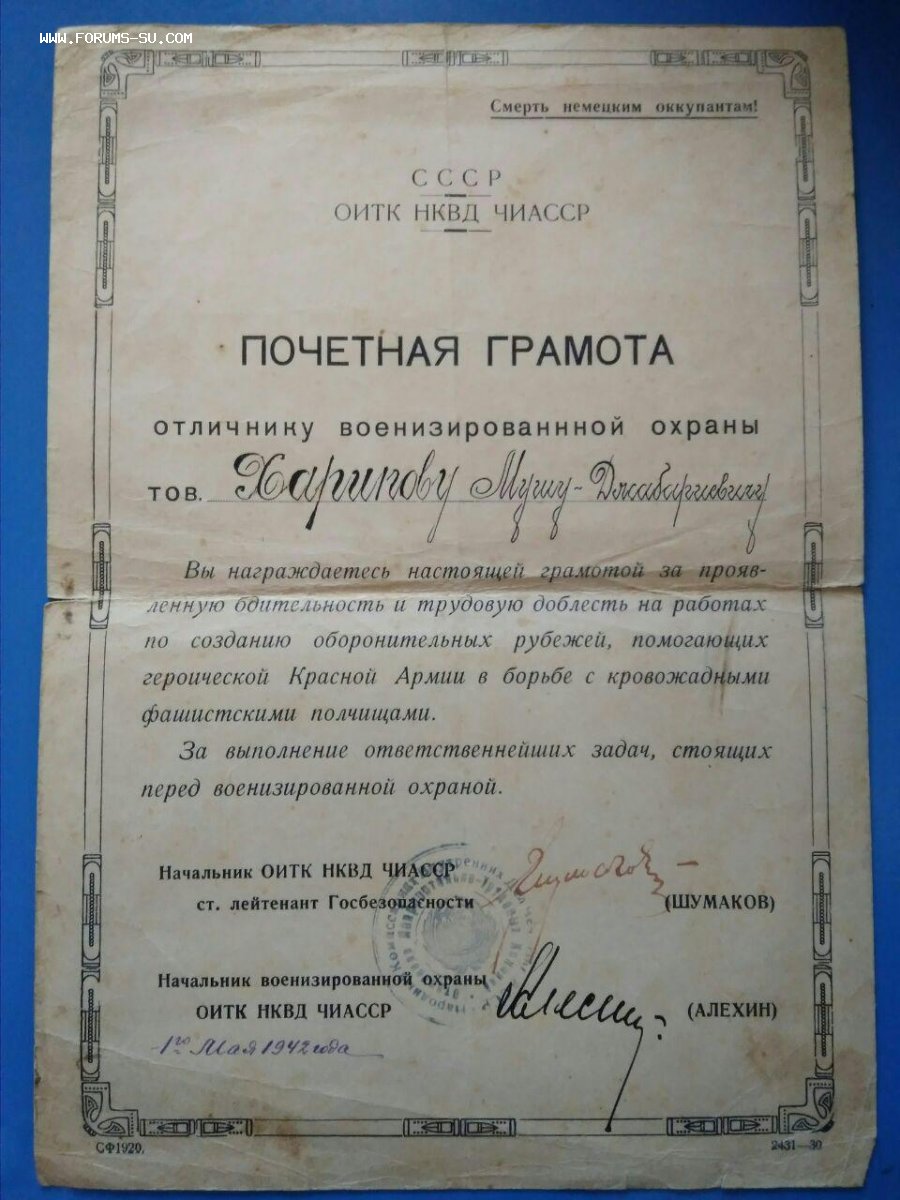 WWW.FORUMS-SU.COM
Смерть немецким оккупантам!
СССР
ОИТК НКВД ЧИАССР
ПОЧЕТНАЯ ГРАМОТА
отличнику военизированнной охраны
тов. Харипову Мушу-Джабариевичу
Вы награждаетесь настоящей грамотой за прояв-
ленную бдительность и трудовую доблесть на работах
по созданию оборонительных рубежей, помогающих
героической Красной Армии в борьбе с кровожадными
фашистскими полчищами.
За выполнение ответственнейших задач, стоящих
перед военизированной охраной.
Начальник ОИТК НКВД ЧИАССР
ст. лейтенант Госбезопасности (ШУМАКОВ)
Начальник военизированной охраны
ОИТК НКВД ЧИАССР (АЛЕХИН)
1го Мая 1942 года
СФ1920. 2431—30